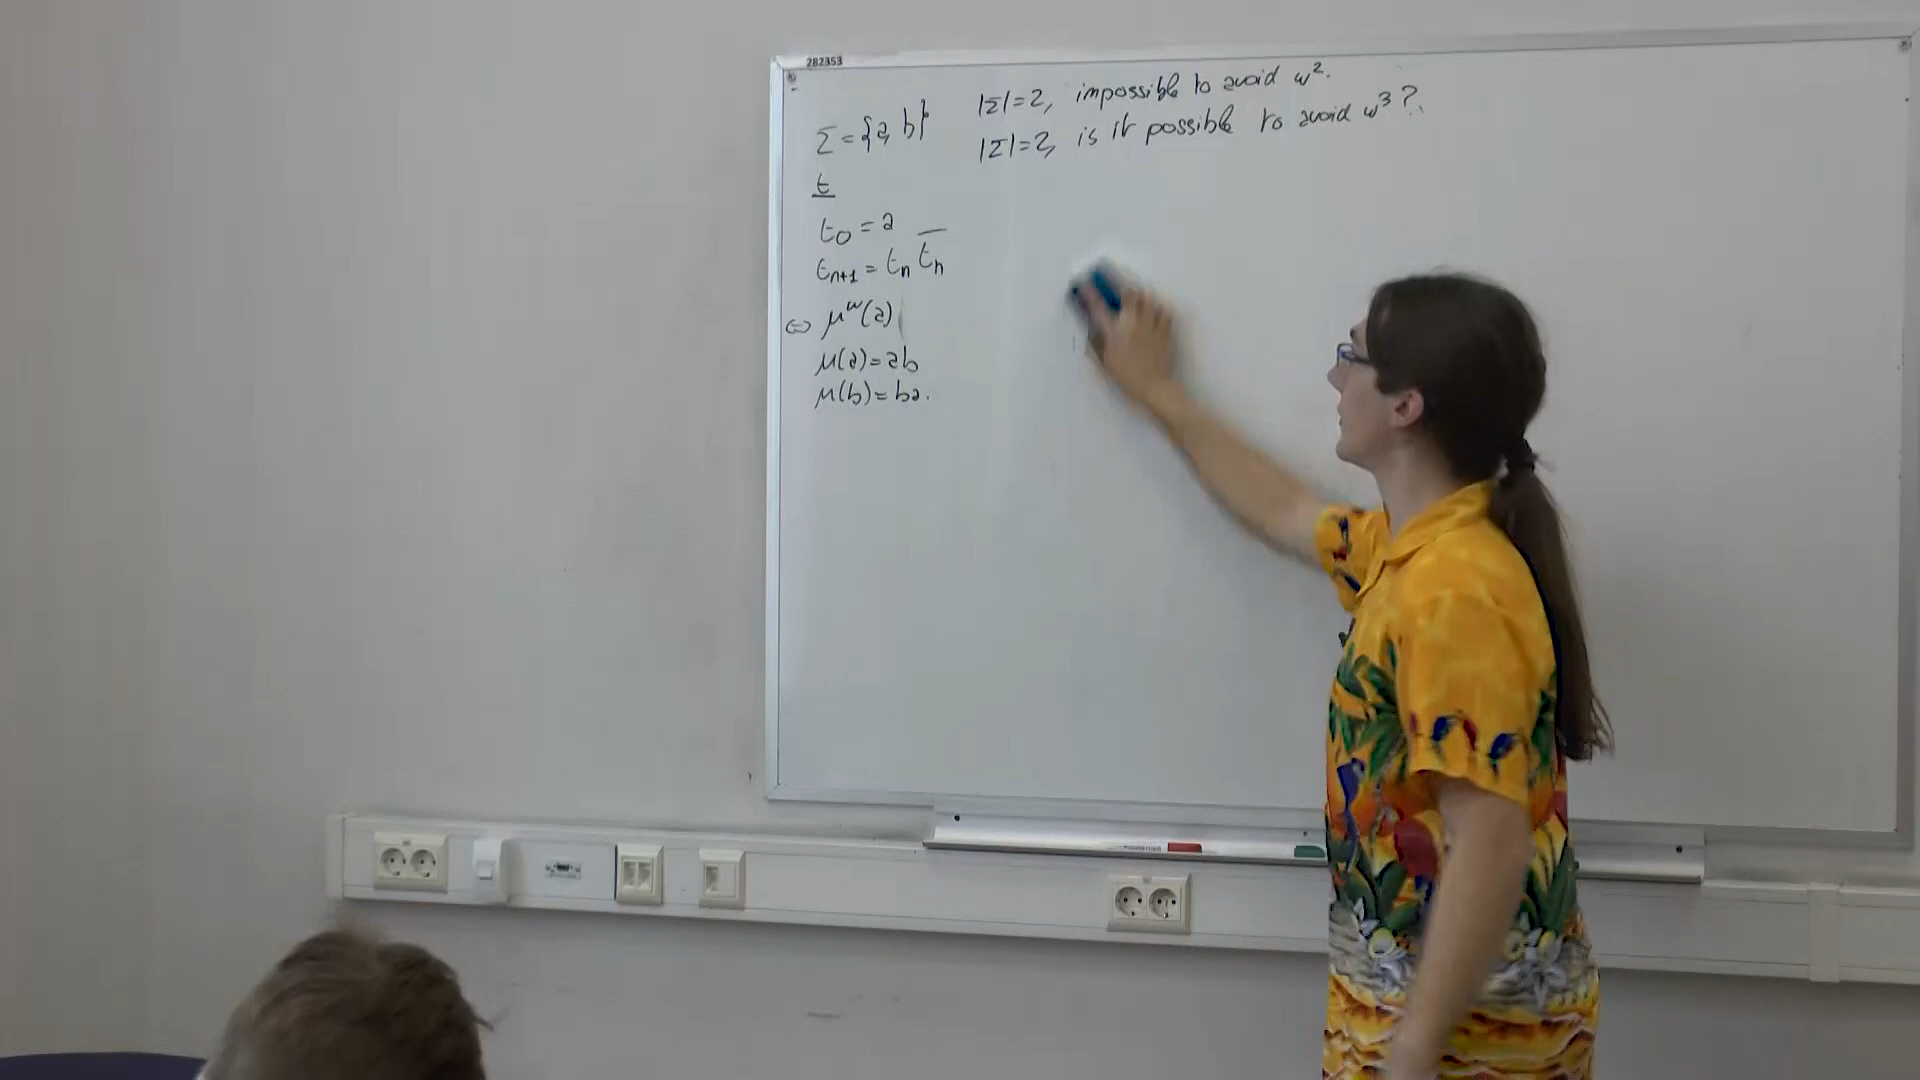 282353
Σ = {a, b}
|Σ|=2, impossible to avoid w².
|Σ|=2, is it possible to avoid w³?
t
t₀ = a
tₙ₊₁ = tₙ t̅ₙ
⇔ μ^ω(a)
μ(a)=ab
μ(b)=ba.